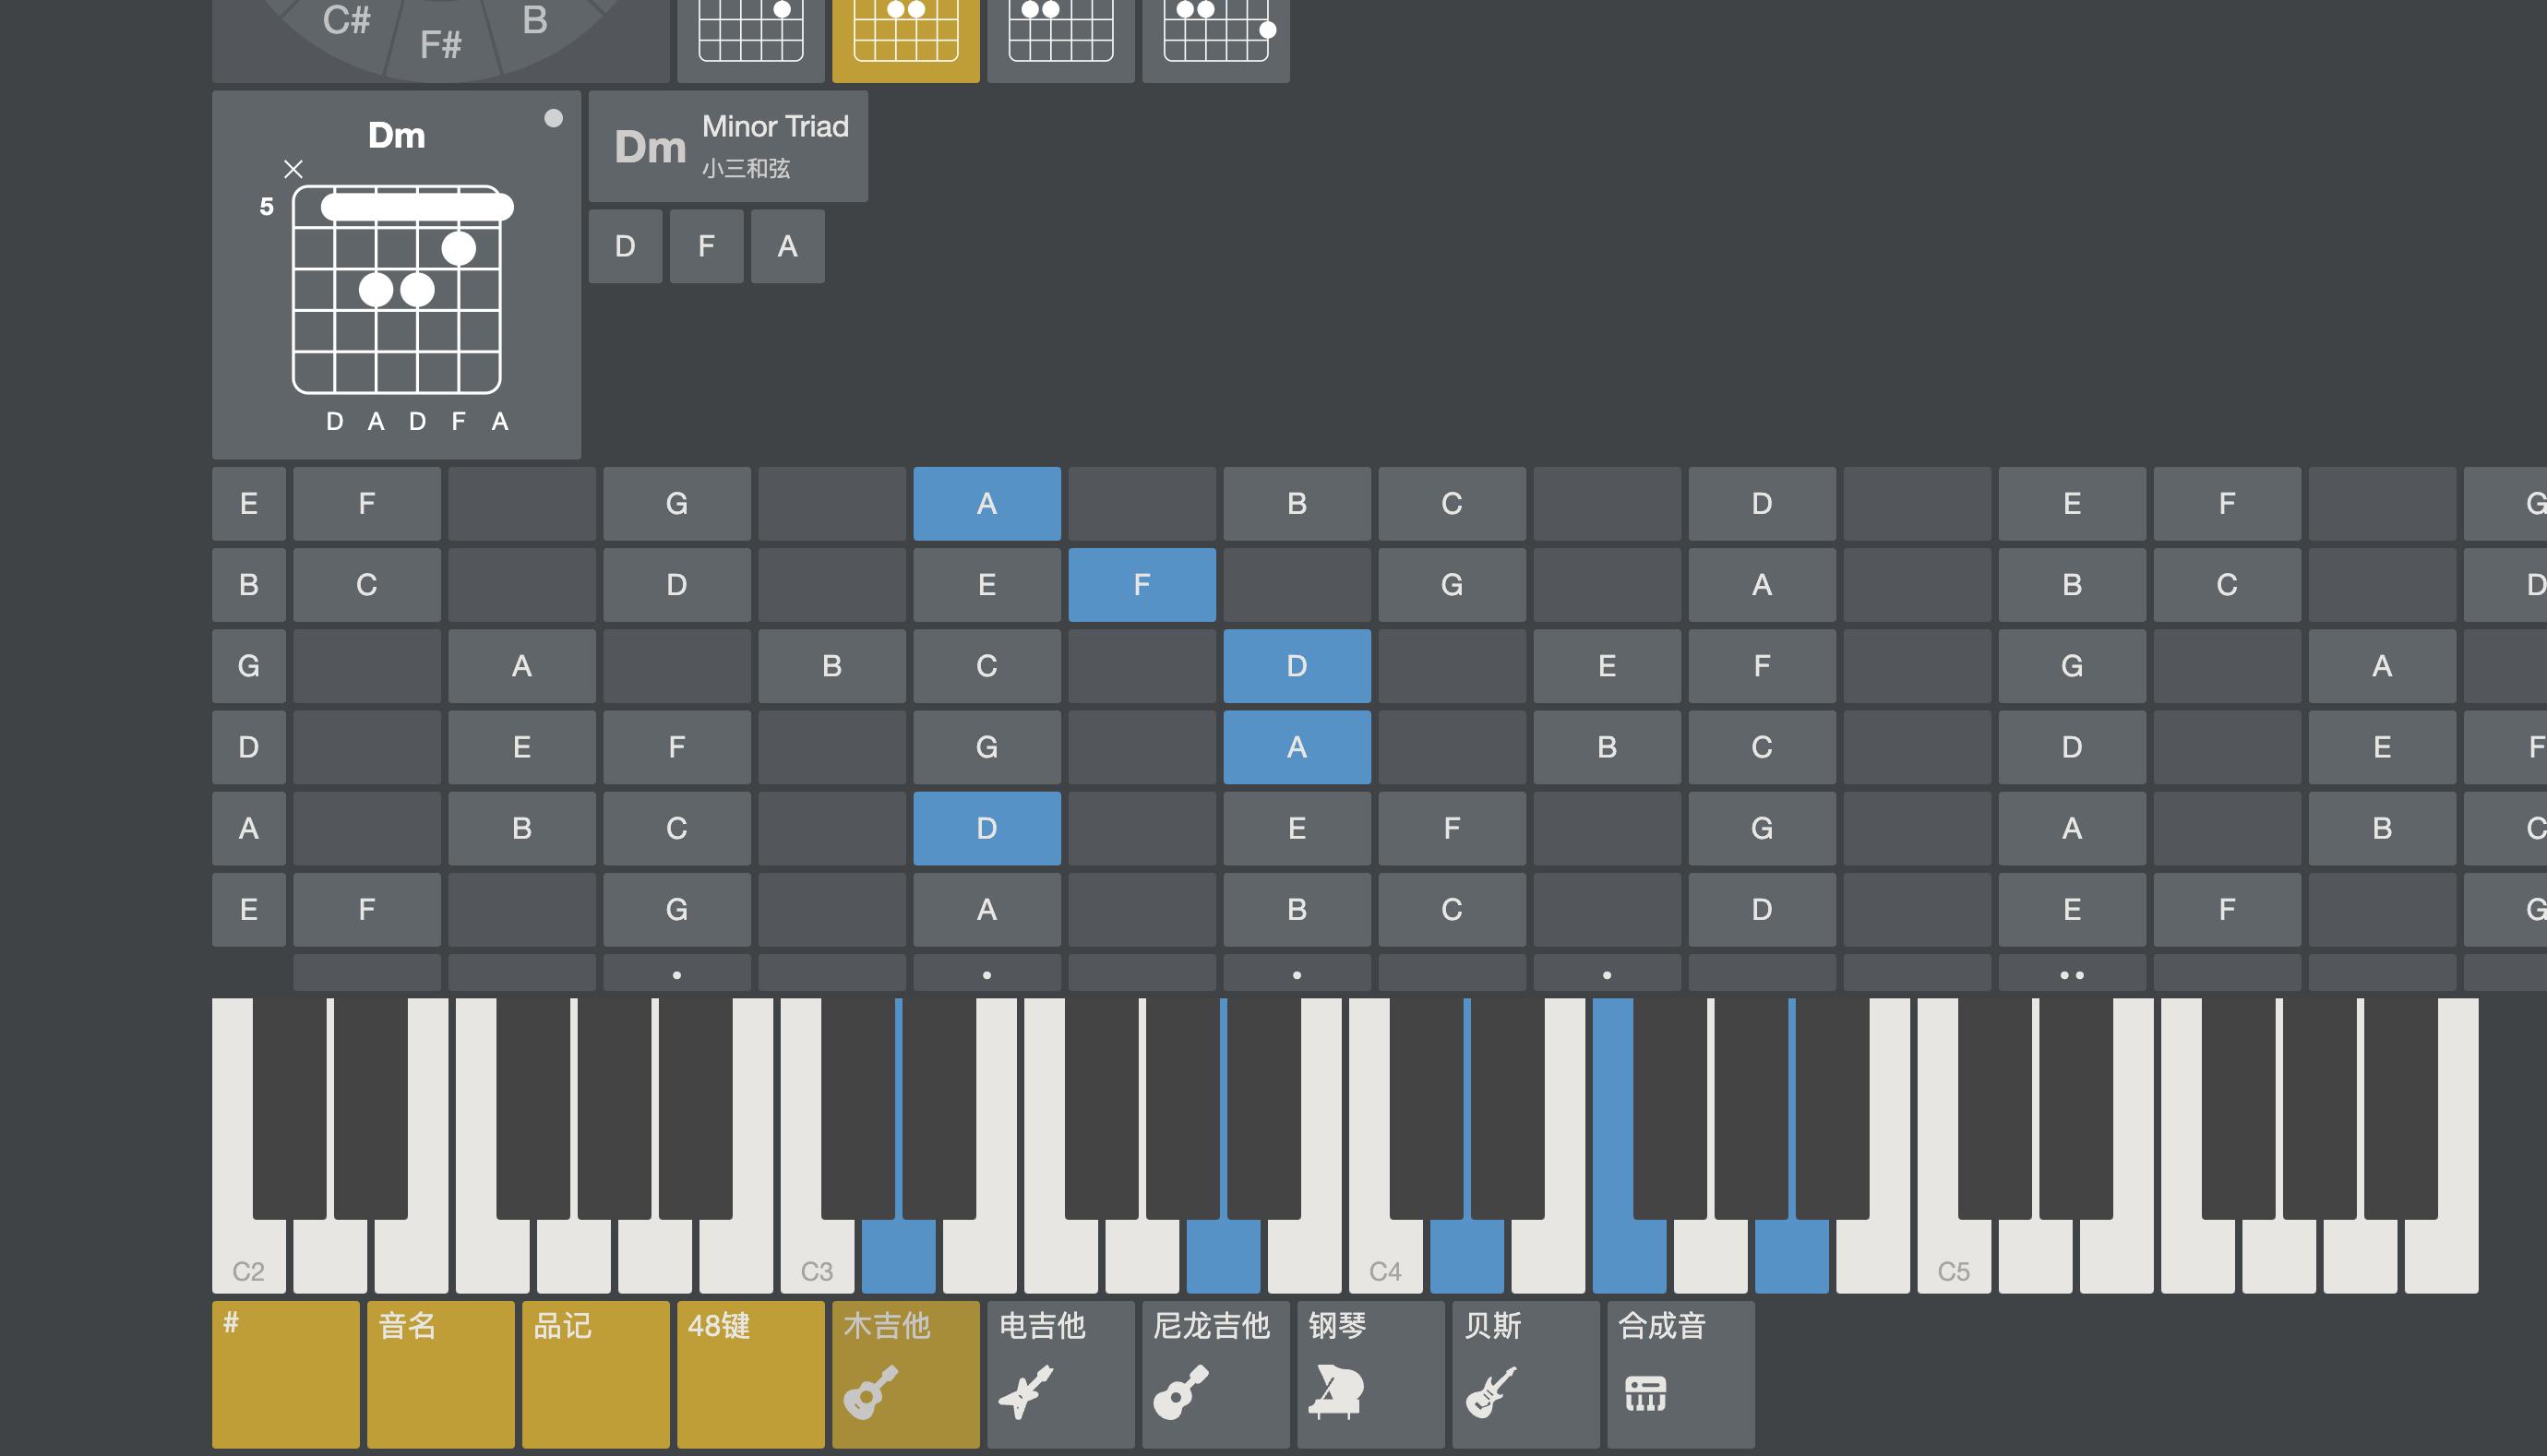 C# F# B
Dm
5
D A D F A
Dm
Minor Triad
小三和弦
D F A
E F G A B C D E F G
B C D E F G A B C D
G A B C D E F G A
D E F G A B C D E F
A B C D E F G A B C
E F G A B C D E F G
C2 C3 C4 C5
# 音名 品记 48键 木吉他 电吉他 尼龙吉他 钢琴 贝斯 合成音